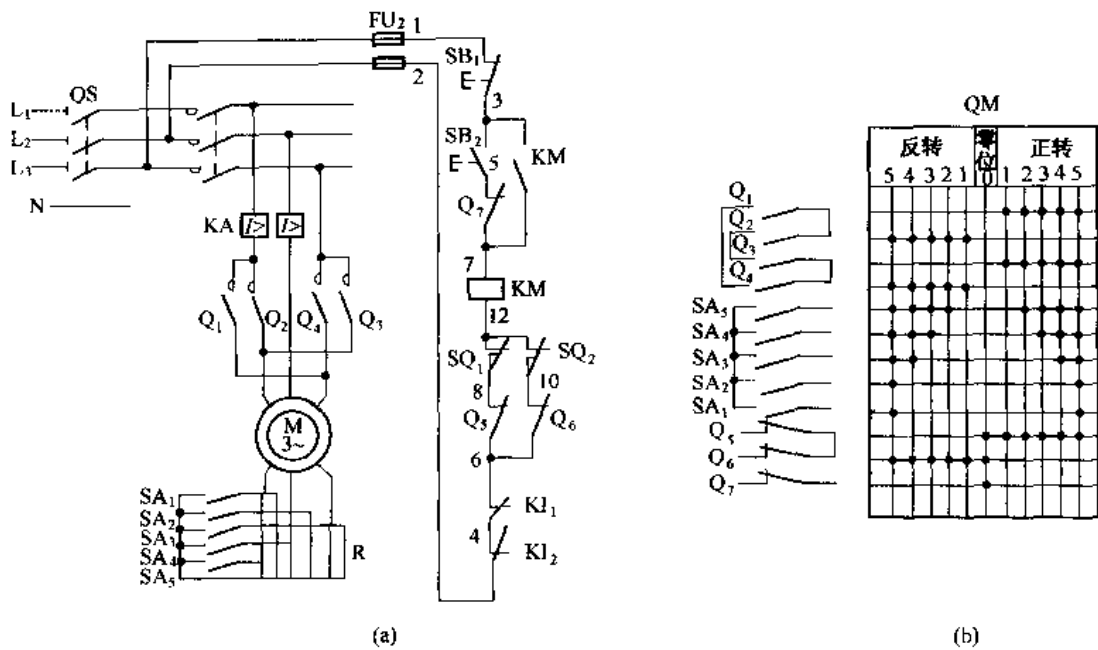 FU₂
1
2
SB₁
E
3
QS
L₁
L₂
L₃
N
SB₂
E
5
KM
Q₇
KA
I>
I>
7
KM
12
Q₁
Q₂
Q₄
Q₃
SQ₁
SQ₂
8
10
Q₅
Q₆
6
M
3~
KI₁
4
KI₂
SA₁
SA₂
SA₃
SA₄
SA₅
R
(a)
QM
反转
零位
正转
5 4 3 2 1
0
1 2 3 4 5
Q₁
Q₂
Q₃
Q₄
SA₅
SA₄
SA₃
SA₂
SA₁
Q₅
Q₆
Q₇
(b)